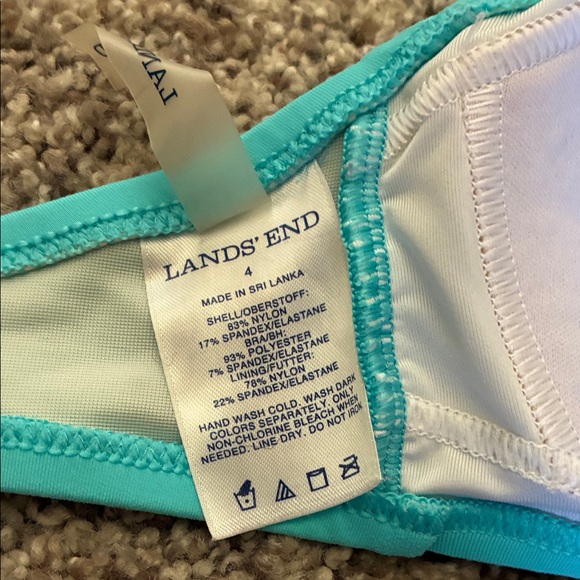 LANDS' END
4
MADE IN SRI LANKA
SHELL/OBERSTOFF:
83% NYLON
17% SPANDEX/ELASTANE
BRA/BH:
93% POLYESTER
7% SPANDEX/ELASTANE
LINING/FUTTER:
78% NYLON
22% SPANDEX/ELASTANE
HAND WASH COLD. WASH DARK
COLORS SEPARATELY. ONLY
NON-CHLORINE BLEACH WHEN
NEEDED. LINE DRY. DO NOT IRON